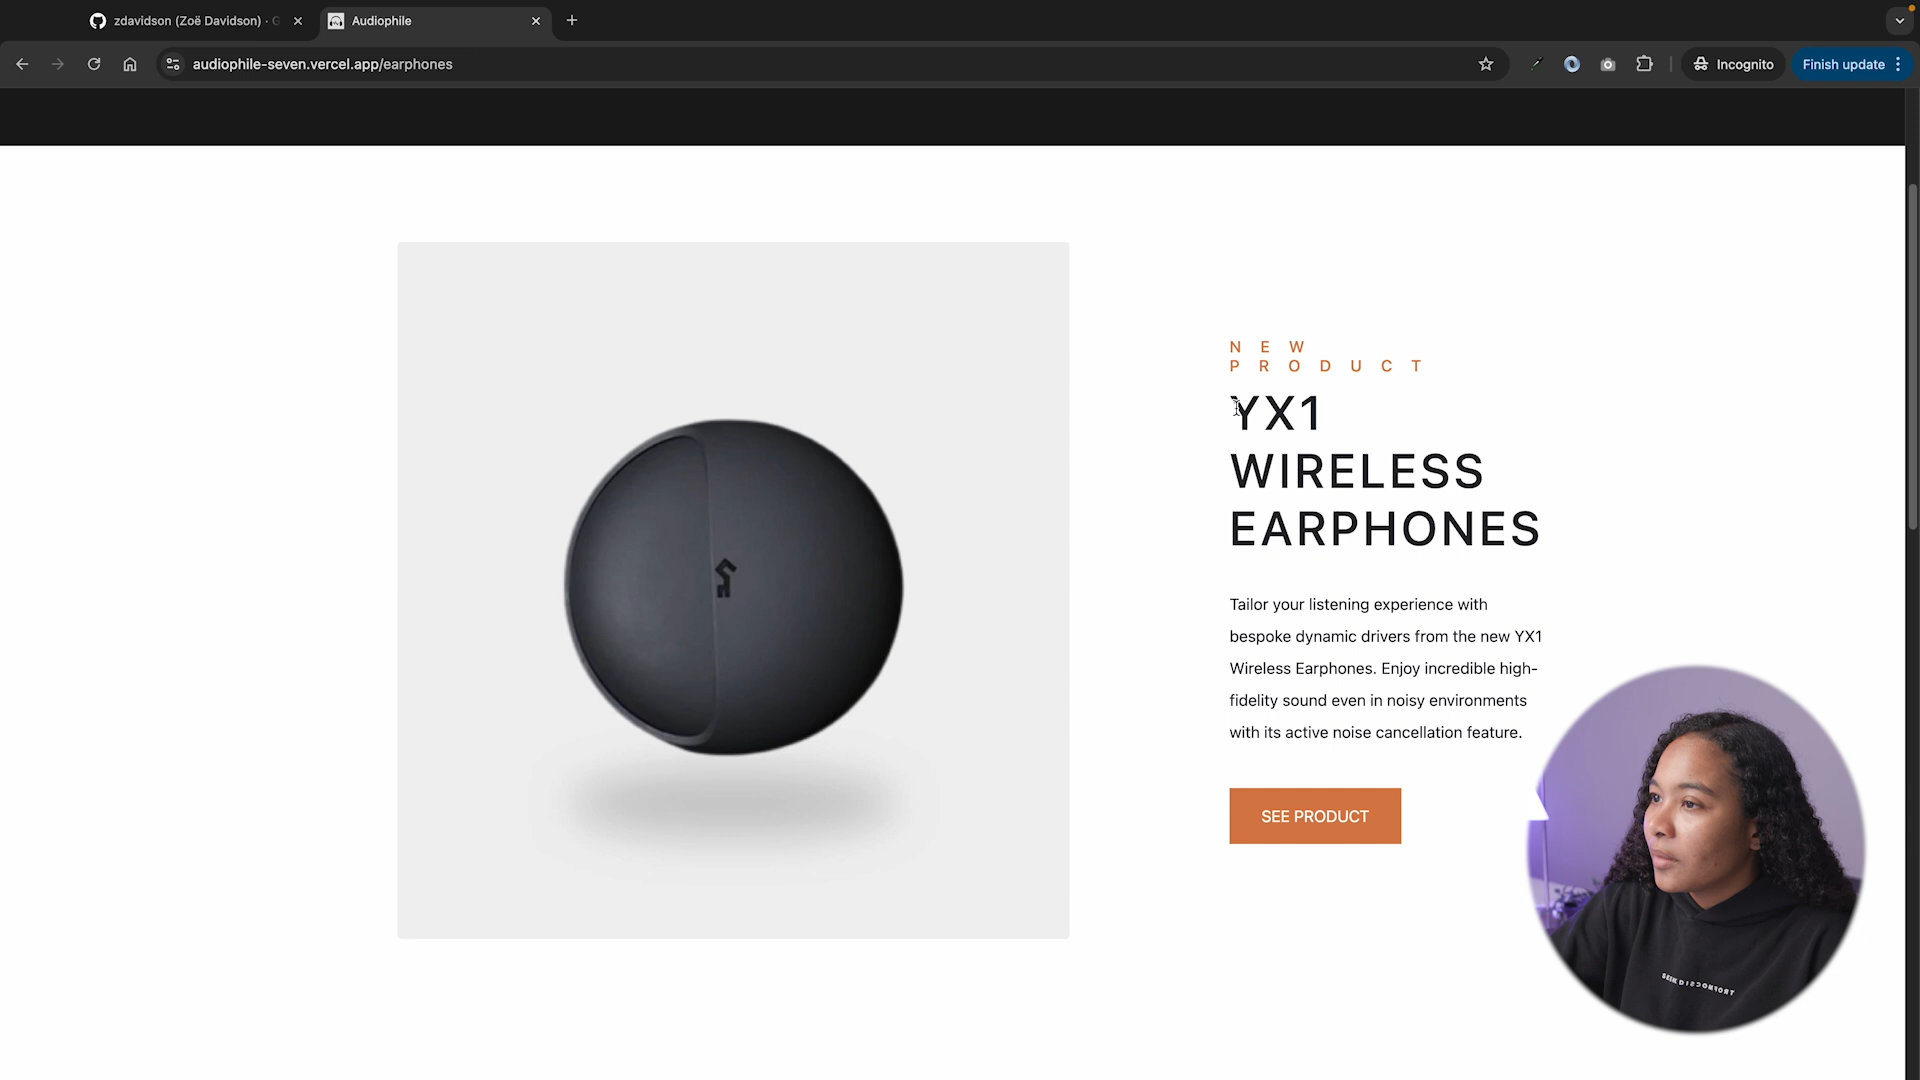 zdavidson (Zoë Davidson) · G
Audiophile
audiophile-seven.vercel.app/earphones
Incognito
Finish update
N E W
P R O D U C T
YX1
WIRELESS
EARPHONES
Tailor your listening experience with
bespoke dynamic drivers from the new YX1
Wireless Earphones. Enjoy incredible high-
fidelity sound even in noisy environments
with its active noise cancellation feature.
SEE PRODUCT